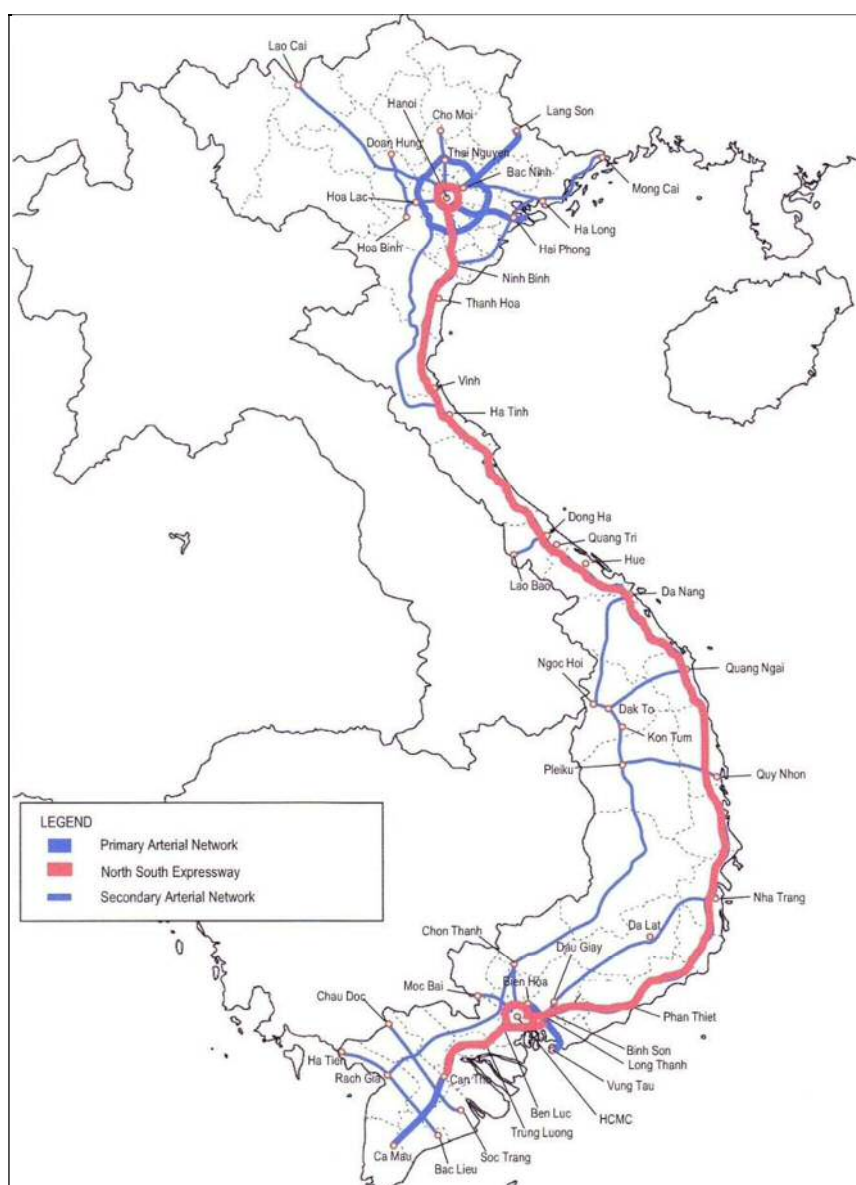 Lao Cai
Hanoi
Cho Moi
Lang Son
Doan Hung
Thai Nguyen
Bac Ninh
Mong Cai
Hoa Lac
Ha Long
Hoa Binh
Hai Phong
Ninh Binh
Thanh Hoa
Vinh
Ha Tinh
Dong Ha
Quang Tri
Hue
Lao Bao
Da Nang
Ngoc Hoi
Quang Ngai
Dak To
Kon Tum
Pleiku
Quy Nhon
LEGEND
Primary Arterial Network
North South Expressway
Secondary Arterial Network
Nha Trang
Da Lat
Chon Thanh
Dau Giay
Moc Bai
Bien Hoa
Chau Doc
Phan Thiet
Binh Son
Long Thanh
Ha Tien
Rach Gia
Can Tho
Vung Tau
Ben Luc
HCMC
Trung Luong
Ca Mau
Soc Trang
Bac Lieu